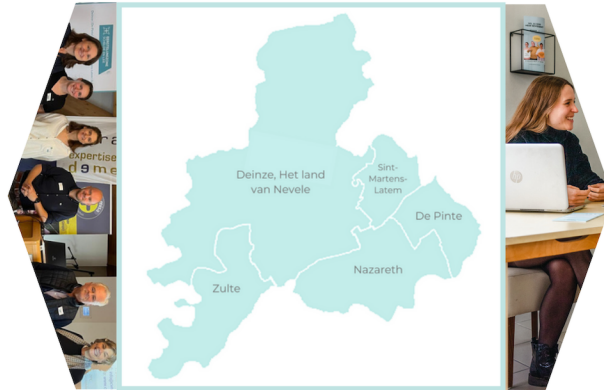 Deinze, Het land
van Nevele
Sint-
Martens-
Latem
De Pinte
Nazareth
Zulte
expertise